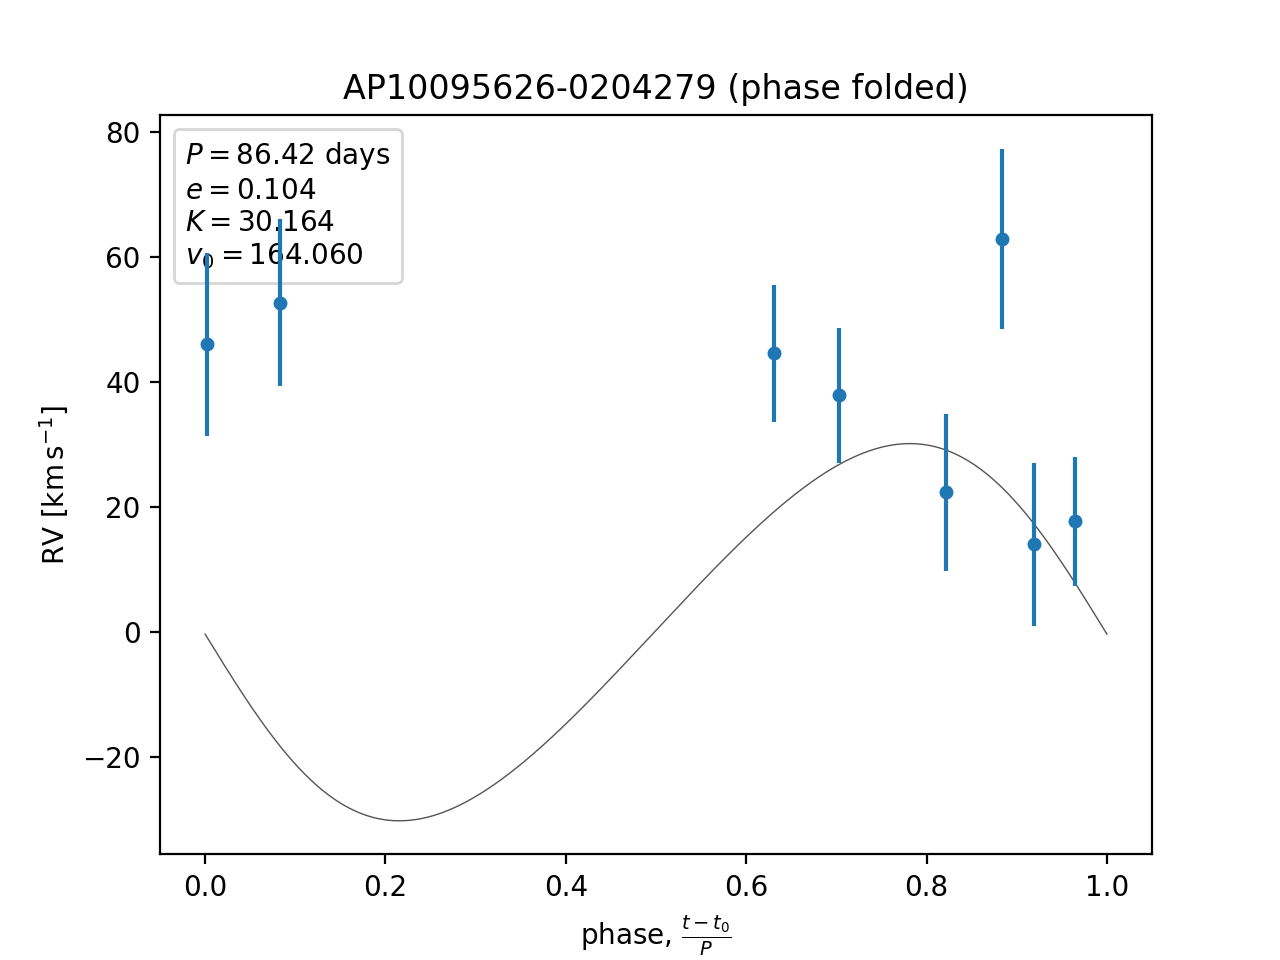 AP10095626-0204279 (phase folded)
P = 86.42 days
e = 0.104
K = 30.164
v₀ = 164.060
80
60
40
20
0
−20
RV [km s⁻¹]
0.0 0.2 0.4 0.6 0.8 1.0
phase, (t − t₀)/P